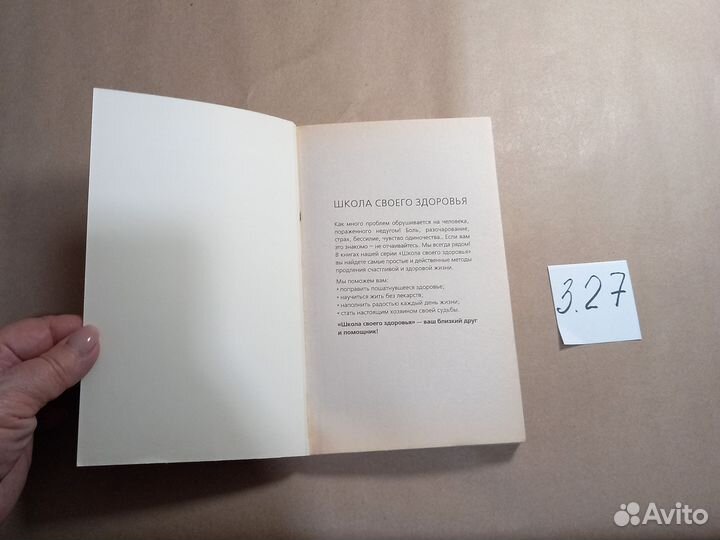 ШКОЛА СВОЕГО ЗДОРОВЬЯ
Как много проблем обрушивается на человека,
пораженного недугом! Боль, разочарование,
страх, бессилие, чувство одиночества... Если вам
это знакомо — не отчаивайтесь. Мы всегда рядом!
В книгах нашей серии «Школа своего здоровья»
вы найдете самые простые и действенные методы
продления счастливой и здоровой жизни.
Мы поможем вам:
• поправить пошатнувшееся здоровье;
• научиться жить без лекарств;
• наполнить радостью каждый день жизни;
• стать настоящим хозяином своей судьбы.
«Школа своего здоровья» — ваш близкий друг
и помощник!
3.27
Avito